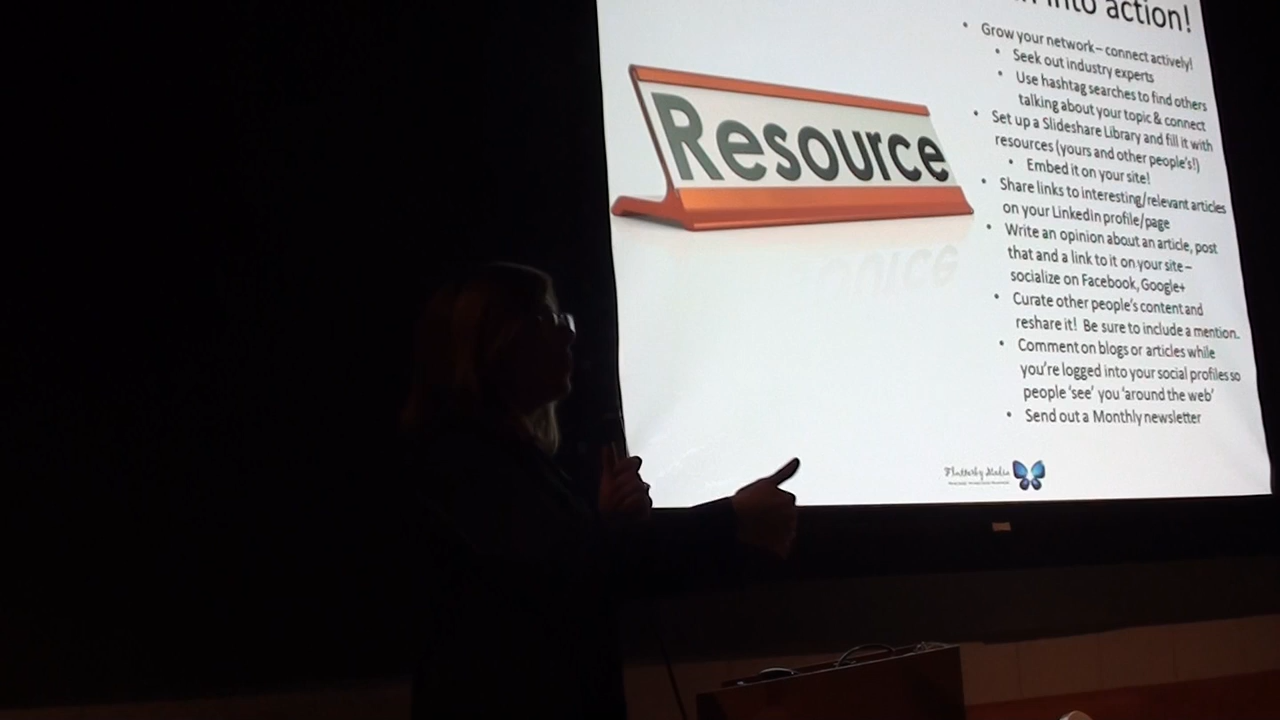 into action!
Resource
• Grow your network – connect actively!
• Seek out industry experts
• Use hashtag searches to find others
talking about your topic & connect
• Set up a Slideshare Library and fill it with
resources (yours and other people's!)
• Embed it on your site!
• Share links to interesting/relevant articles
on your LinkedIn profile/page
• Write an opinion about an article, post
that and a link to it on your site –
socialize on Facebook, Google+
• Curate other people's content and
reshare it! Be sure to include a mention.
• Comment on blogs or articles while
you're logged into your social profiles so
people 'see' you 'around the web'
• Send out a Monthly newsletter
Flutterby Media